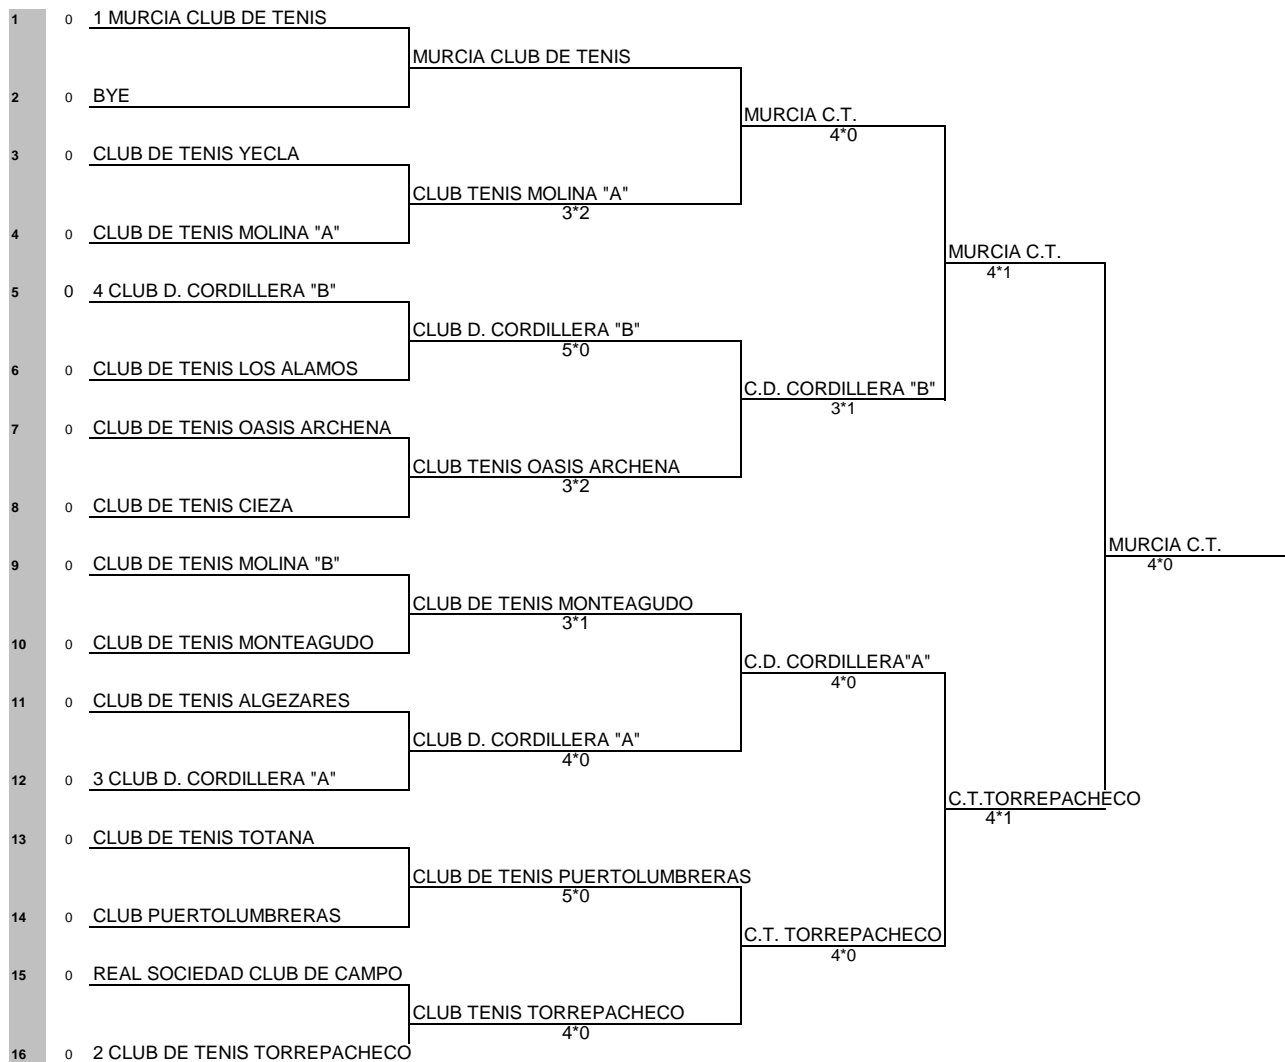 1 0 1 MURCIA CLUB DE TENIS
MURCIA CLUB DE TENIS
2 0 BYE
MURCIA C.T.
4*0
3 0 CLUB DE TENIS YECLA
CLUB TENIS MOLINA "A"
3*2
4 0 CLUB DE TENIS MOLINA "A"
MURCIA C.T.
4*1
5 0 4 CLUB D. CORDILLERA "B"
CLUB D. CORDILLERA "B"
5*0
6 0 CLUB DE TENIS LOS ALAMOS
C.D. CORDILLERA "B"
3*1
7 0 CLUB DE TENIS OASIS ARCHENA
CLUB TENIS OASIS ARCHENA
3*2
8 0 CLUB DE TENIS CIEZA
MURCIA C.T.
4*0
9 0 CLUB DE TENIS MOLINA "B"
CLUB DE TENIS MONTEAGUDO
3*1
10 0 CLUB DE TENIS MONTEAGUDO
C.D. CORDILLERA"A"
4*0
11 0 CLUB DE TENIS ALGEZARES
CLUB D. CORDILLERA "A"
4*0
12 0 3 CLUB D. CORDILLERA "A"
C.T.TORREPACHECO
4*1
13 0 CLUB DE TENIS TOTANA
CLUB DE TENIS PUERTOLUMBRERAS
5*0
14 0 CLUB PUERTOLUMBRERAS
C.T. TORREPACHECO
4*0
15 0 REAL SOCIEDAD CLUB DE CAMPO
CLUB TENIS TORREPACHECO
4*0
16 0 2 CLUB DE TENIS TORREPACHECO